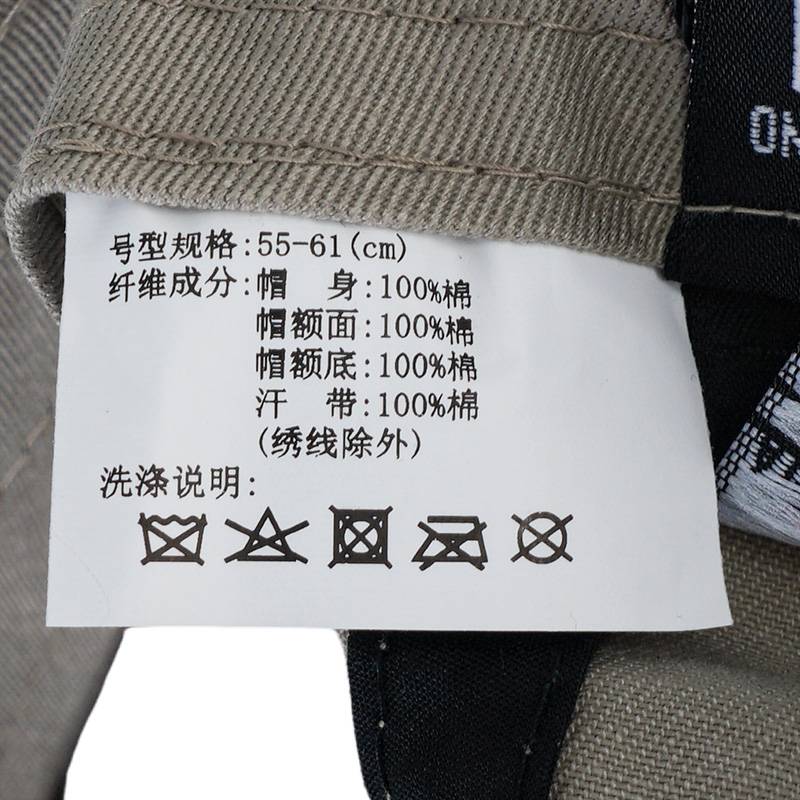 ON
号型规格:55-61(cm)
纤维成分:帽 身:100%棉
帽额面:100%棉
帽额底:100%棉
汗 带:100%棉
(绣线除外)
洗涤说明: